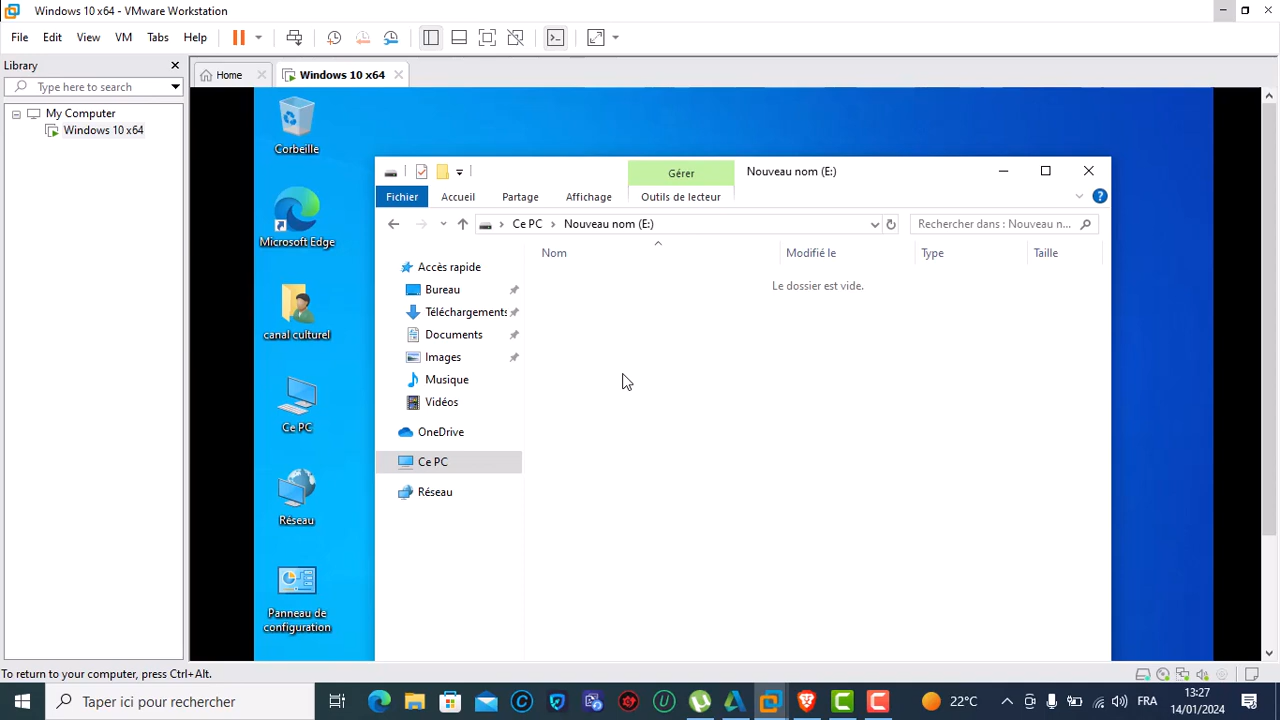 Windows 10 x64 - VMware Workstation
File Edit View VM Tabs Help
Library
Type here to search
My Computer
Windows 10 x64
Home
Windows 10 x64
Corbeille
Microsoft Edge
canal culturel
Ce PC
Réseau
Panneau de
configuration
Gérer
Nouveau nom (E:)
Fichier Accueil Partage Affichage Outils de lecteur
Ce PC > Nouveau nom (E:)
Rechercher dans : Nouveau n...
Nom Modifié le Type Taille
Le dossier est vide.
Accès rapide
Bureau
Téléchargements
Documents
Images
Musique
Vidéos
OneDrive
Ce PC
Réseau
To return to your computer, press Ctrl+Alt.
Taper ici pour rechercher
22°C
FRA
13:27
14/01/2024